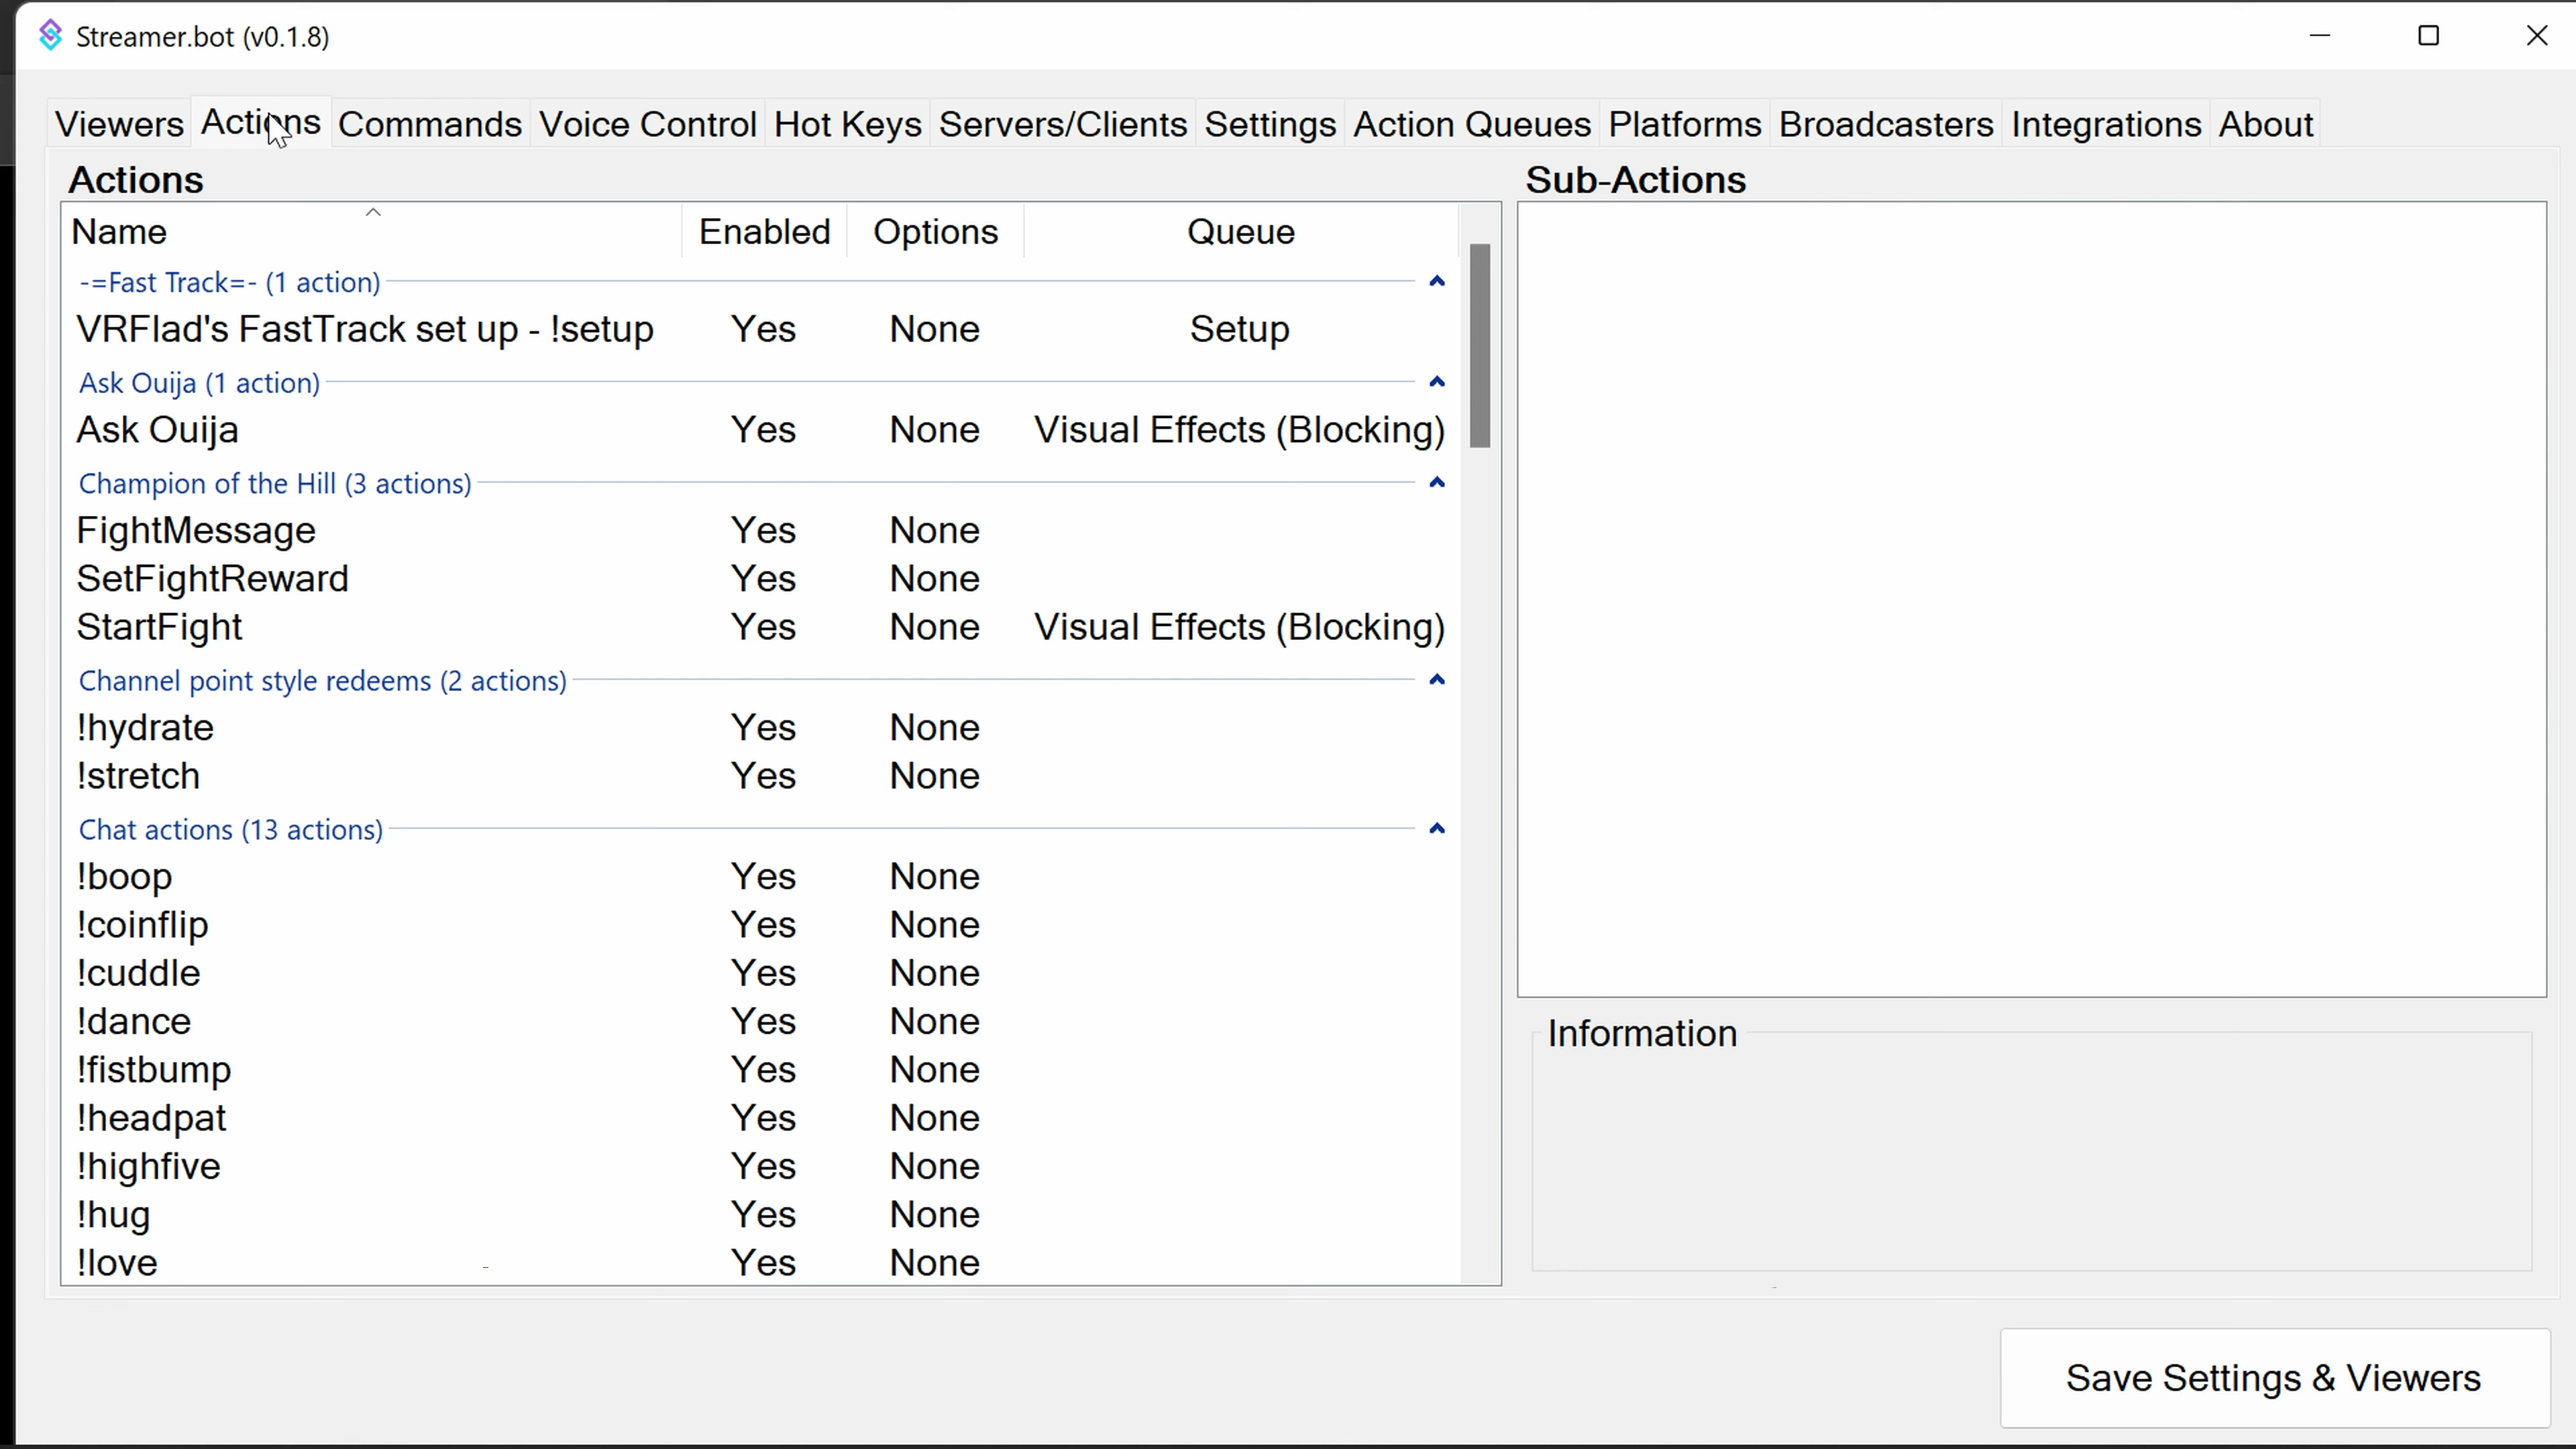 Streamer.bot (v0.1.8)
Viewers Actions Commands Voice Control Hot Keys Servers/Clients Settings Action Queues Platforms Broadcasters Integrations About
Actions
Sub-Actions
Name Enabled Options Queue
-=Fast Track=- (1 action)
VRFlad's FastTrack set up - !setup Yes None Setup
Ask Ouija (1 action)
Ask Ouija Yes None Visual Effects (Blocking)
Champion of the Hill (3 actions)
FightMessage Yes None
SetFightReward Yes None
StartFight Yes None Visual Effects (Blocking)
Channel point style redeems (2 actions)
!hydrate Yes None
!stretch Yes None
Chat actions (13 actions)
!boop Yes None
!coinflip Yes None
!cuddle Yes None
!dance Yes None
!fistbump Yes None
!headpat Yes None
!highfive Yes None
!hug Yes None
!love Yes None
Information
Save Settings & Viewers